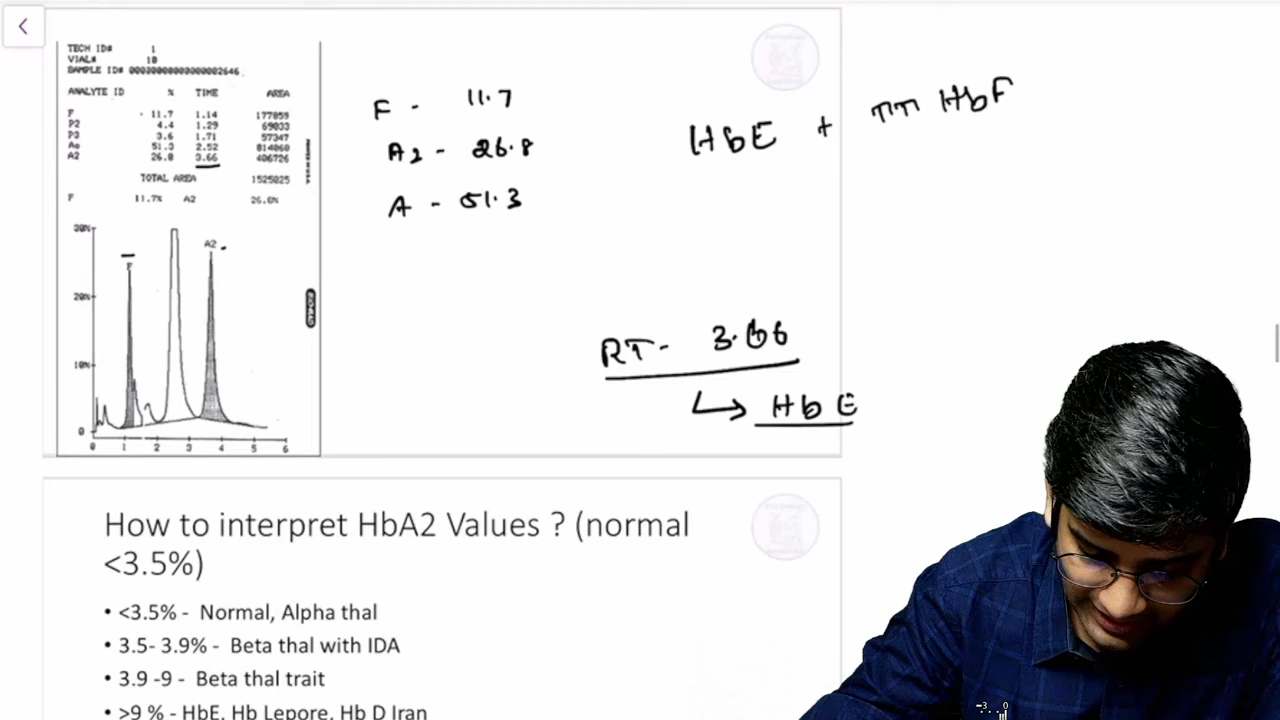 TECH ID# 1
VIAL# 10
SAMPLE ID# 0000000000000002646
ANALYTE ID % TIME AREA
F 11.7 1.14 177859
P2 4.4 1.29 69033
P3 3.6 1.71 57347
Ao 51.3 2.52 814060
A2 26.8 3.66 406726
TOTAL AREA 1525025
F 11.7% A2 26.8%
30%
20%
10%
0
F
A2
0 1 2 3 4 5 6
F - 11.7
A2 - 26.8
A - 51.3
HbE + ↑↑ HbF
RT- 3.66
↳ HbE
How to interpret HbA2 Values ? (normal
<3.5%)
• <3.5% - Normal, Alpha thal
• 3.5- 3.9% - Beta thal with IDA
• 3.9 -9 - Beta thal trait
• >9 % - HbE, Hb Lepore, Hb D Iran